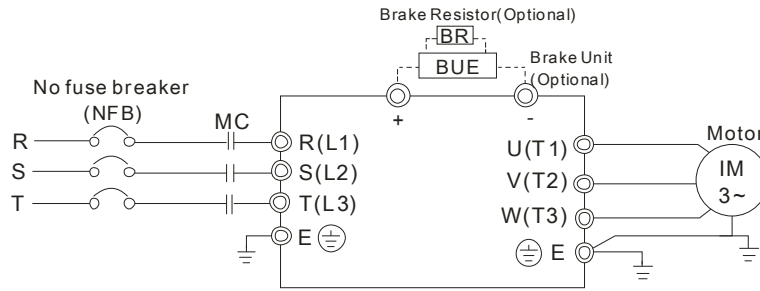 Brake Resistor(Optional)
BR
BUE
Brake Unit
(Optional)
No fuse breaker
(NFB)
MC
+
-
R
R(L1)
U(T1)
Motor
S
S(L2)
V(T2)
IM
3~
T
T(L3)
W(T3)
E
E